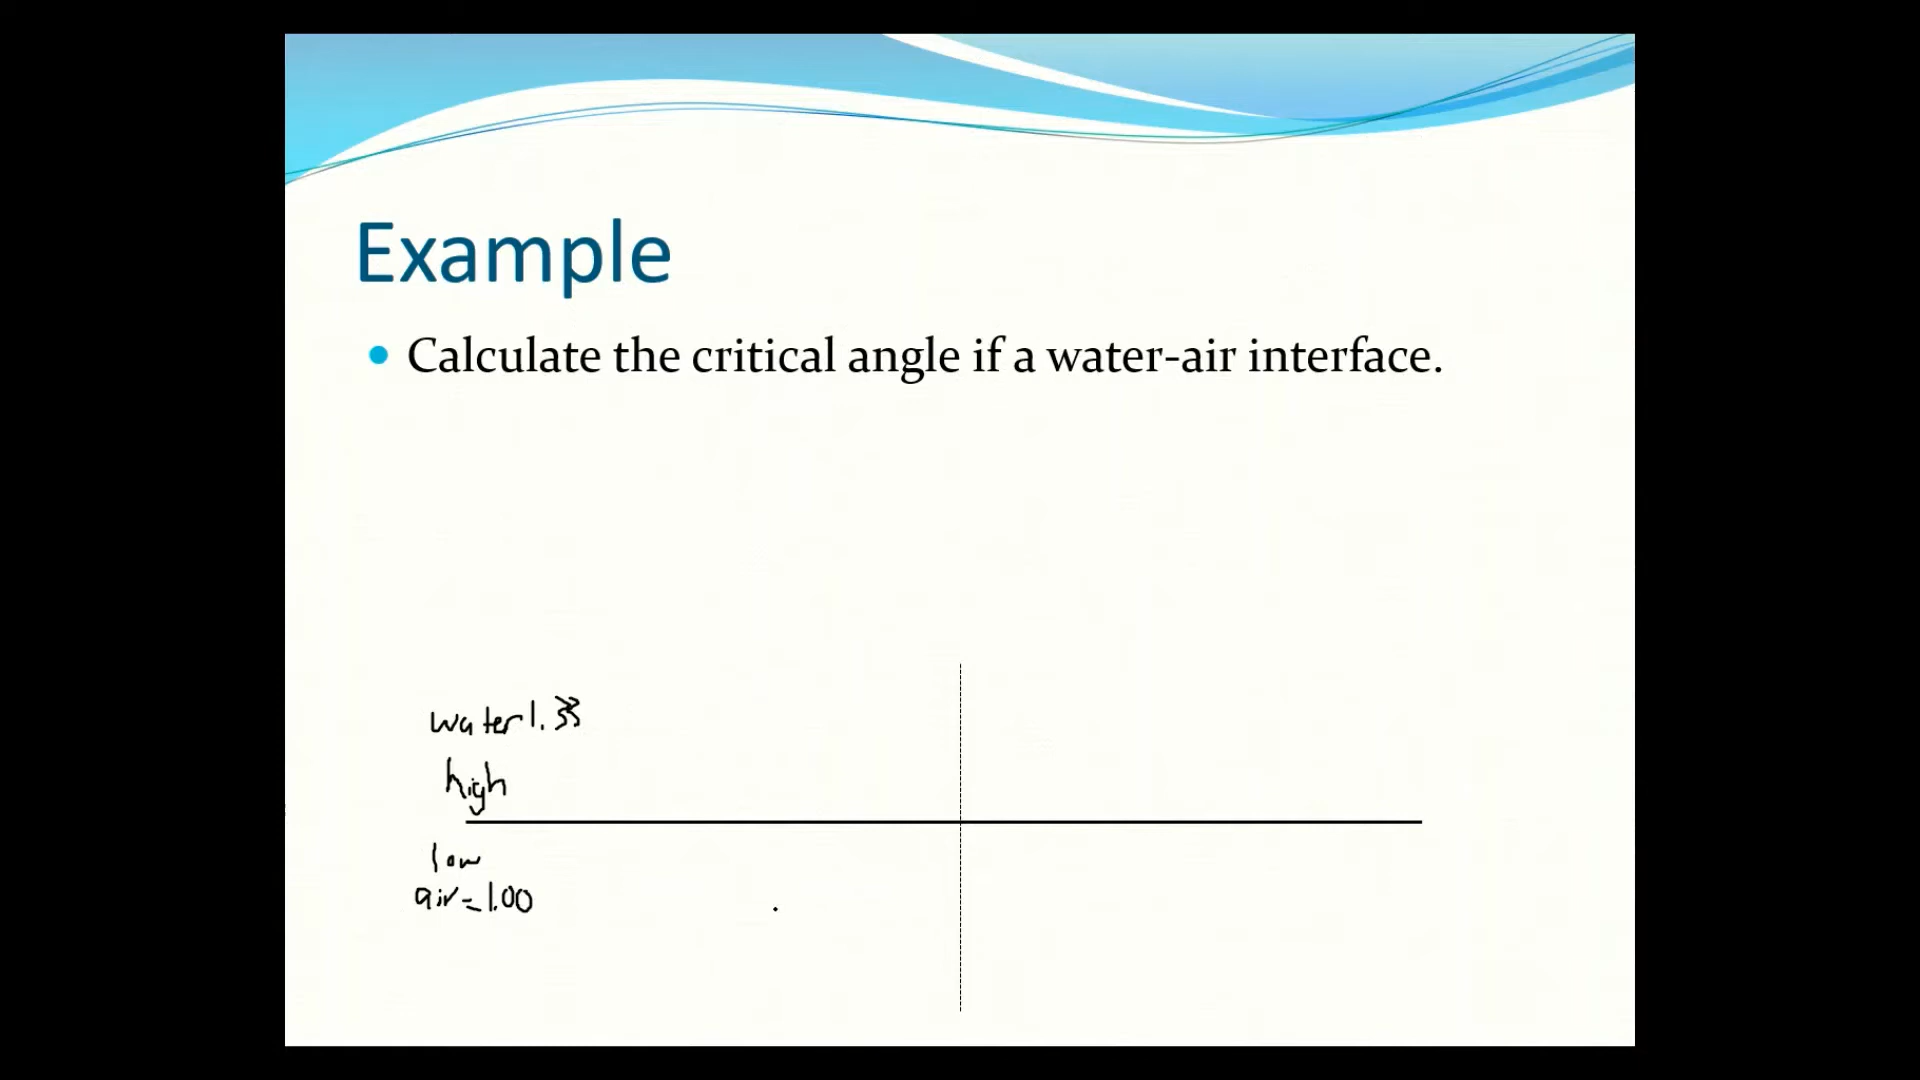 Example
• Calculate the critical angle if a water-air interface.
water 1.33
high
low
air = 1.00